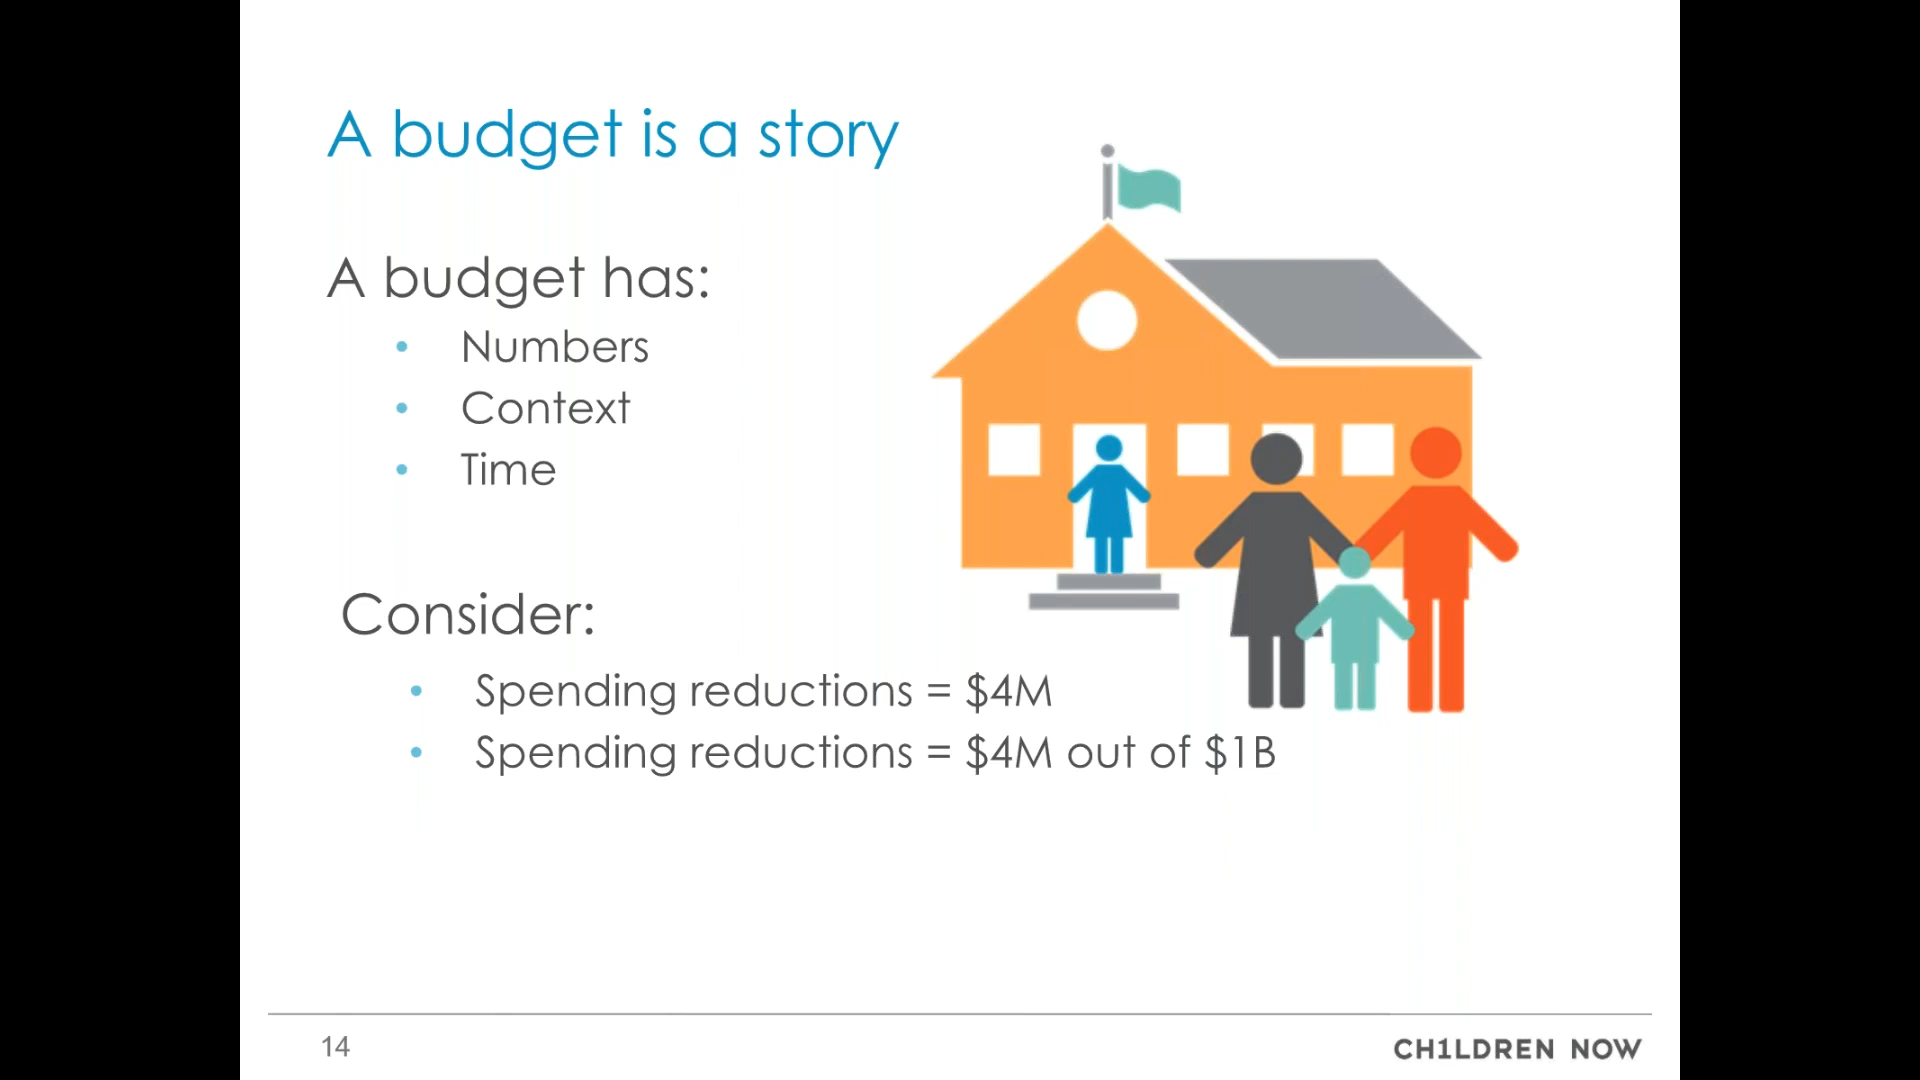 A budget is a story
A budget has:
• Numbers
• Context
• Time
Consider:
• Spending reductions = $4M
• Spending reductions = $4M out of $1B
14
CH1LDREN NOW